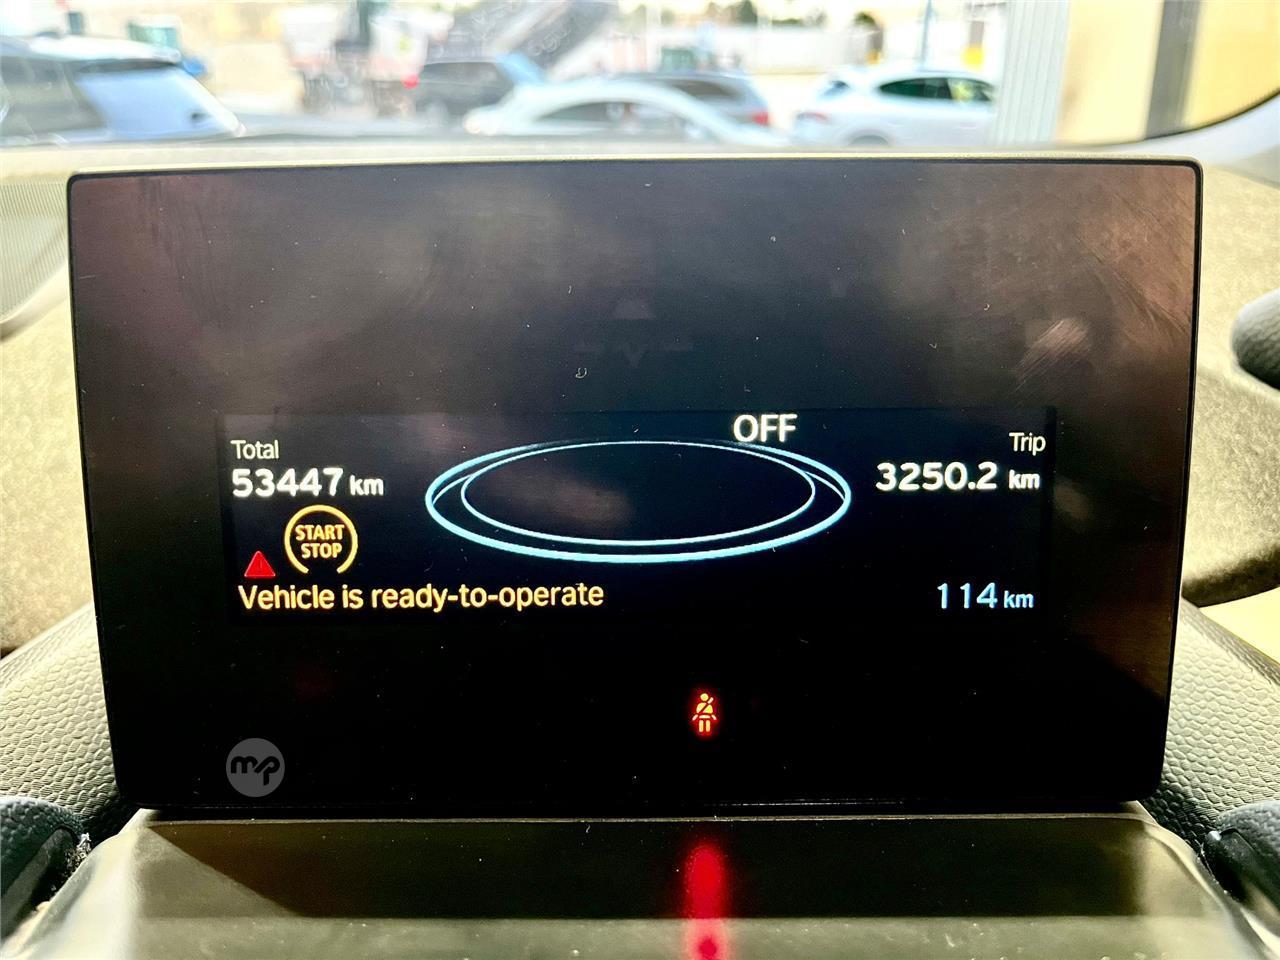 OFF
Total
53447 km
Trip
3250.2 km
START
STOP
Vehicle is ready-to-operate
114 km
mp